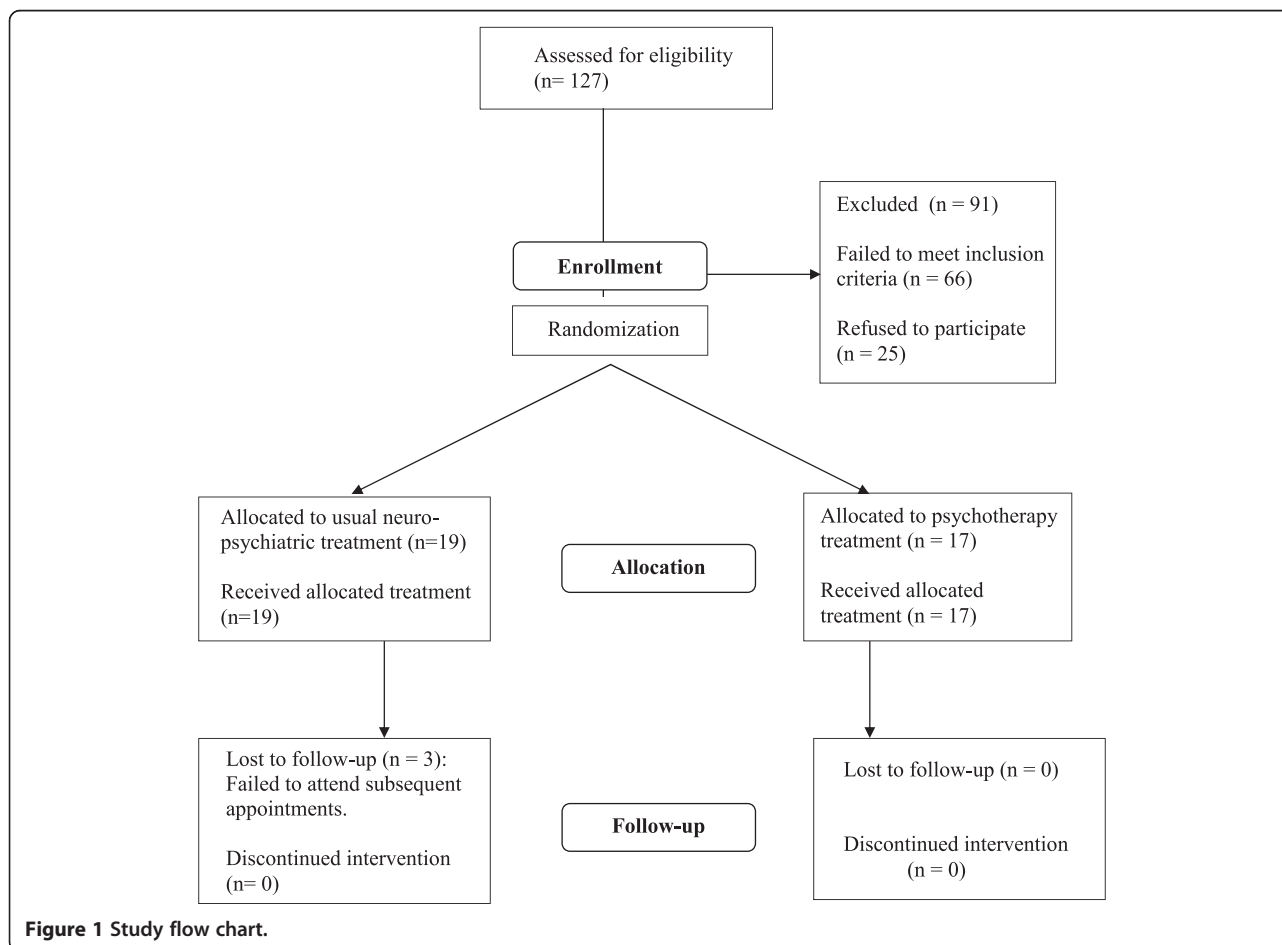 Assessed for eligibility
(n= 127)
Excluded (n = 91)
Failed to meet inclusion
criteria (n = 66)
Refused to participate
(n = 25)
Enrollment
Randomization
Allocated to usual neuro-
psychiatric treatment (n=19)
Received allocated treatment
(n=19)
Allocation
Allocated to psychotherapy
treatment (n = 17)
Received allocated
treatment (n = 17)
Lost to follow-up (n = 3):
Failed to attend subsequent
appointments.
Discontinued intervention
(n= 0)
Follow-up
Lost to follow-up (n = 0)
Discontinued intervention
(n = 0)
Figure 1 Study flow chart.